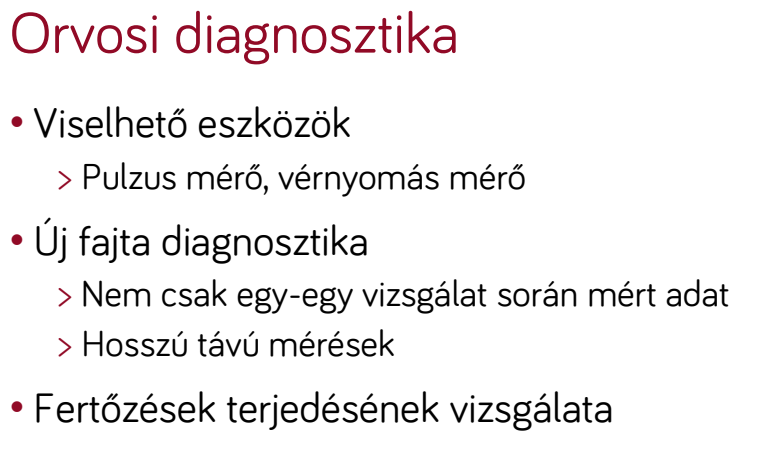 Orvosi diagnosztika
• Viselhető eszközök
> Pulzus mérő, vérnyomás mérő
• Új fajta diagnosztika
> Nem csak egy-egy vizsgálat során mért adat
> Hosszú távú mérések
• Fertőzések terjedésének vizsgálata